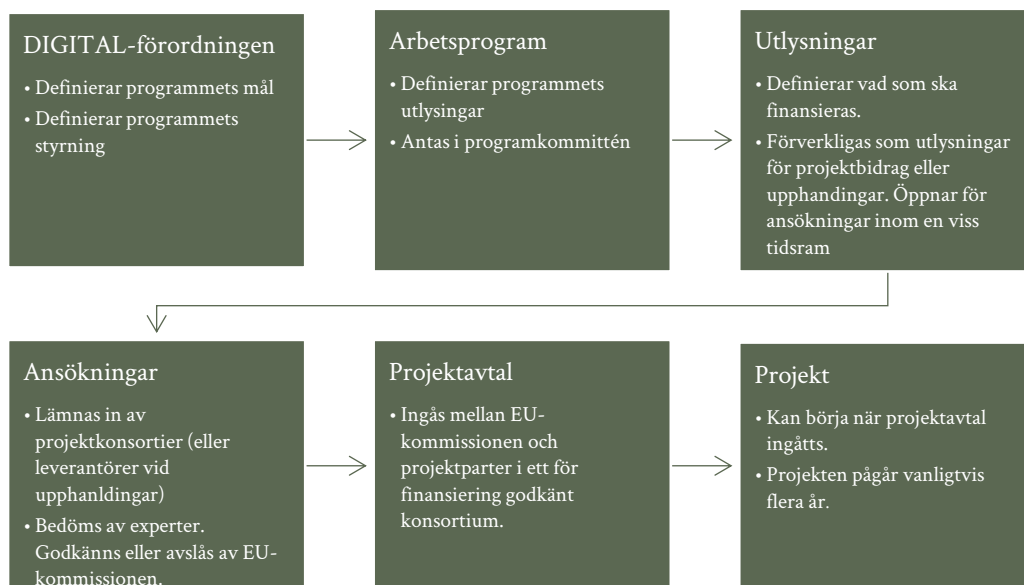 DIGITAL-förordningen
• Definierar programmets mål
• Definierar programmets
styrning
Arbetsprogram
• Definierar programmets
utlysingar
• Antas i programkommittén
Utlysningar
• Definierar vad som ska
finansieras.
• Förverkligas som utlysningar
för projektbidrag eller
upphandingar. Öppnar för
ansökningar inom en viss
tidsram
Ansökningar
• Lämnas in av
projektkonsortier (eller
leverantörer vid
upphanldingar)
• Bedöms av experter.
Godkänns eller avslås av EU-
kommissionen.
Projektavtal
• Ingås mellan EU-
kommissionen och
projektparter i ett för
finansiering godkänt
konsortium.
Projekt
• Kan börja när projektavtal
ingåtts.
• Projekten pågår vanligtvis
flera år.